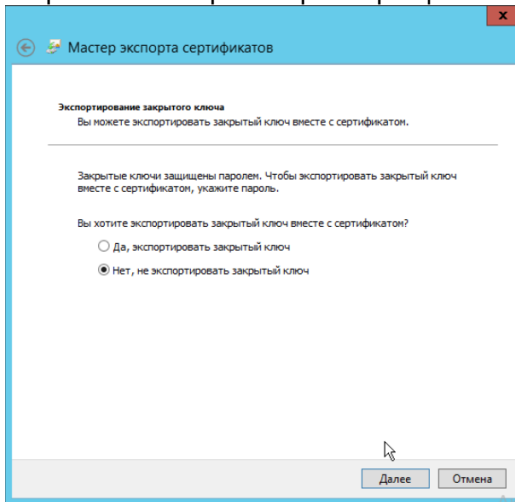 Мастер экспорта сертификатов
Экспортирование закрытого ключа
Вы можете экспортировать закрытый ключ вместе с сертификатом.
Закрытые ключи защищены паролем. Чтобы экспортировать закрытый ключ
вместе с сертификатом, укажите пароль.
Вы хотите экспортировать закрытый ключ вместе с сертификатом?
Да, экспортировать закрытый ключ
Нет, не экспортировать закрытый ключ
Далее Отмена